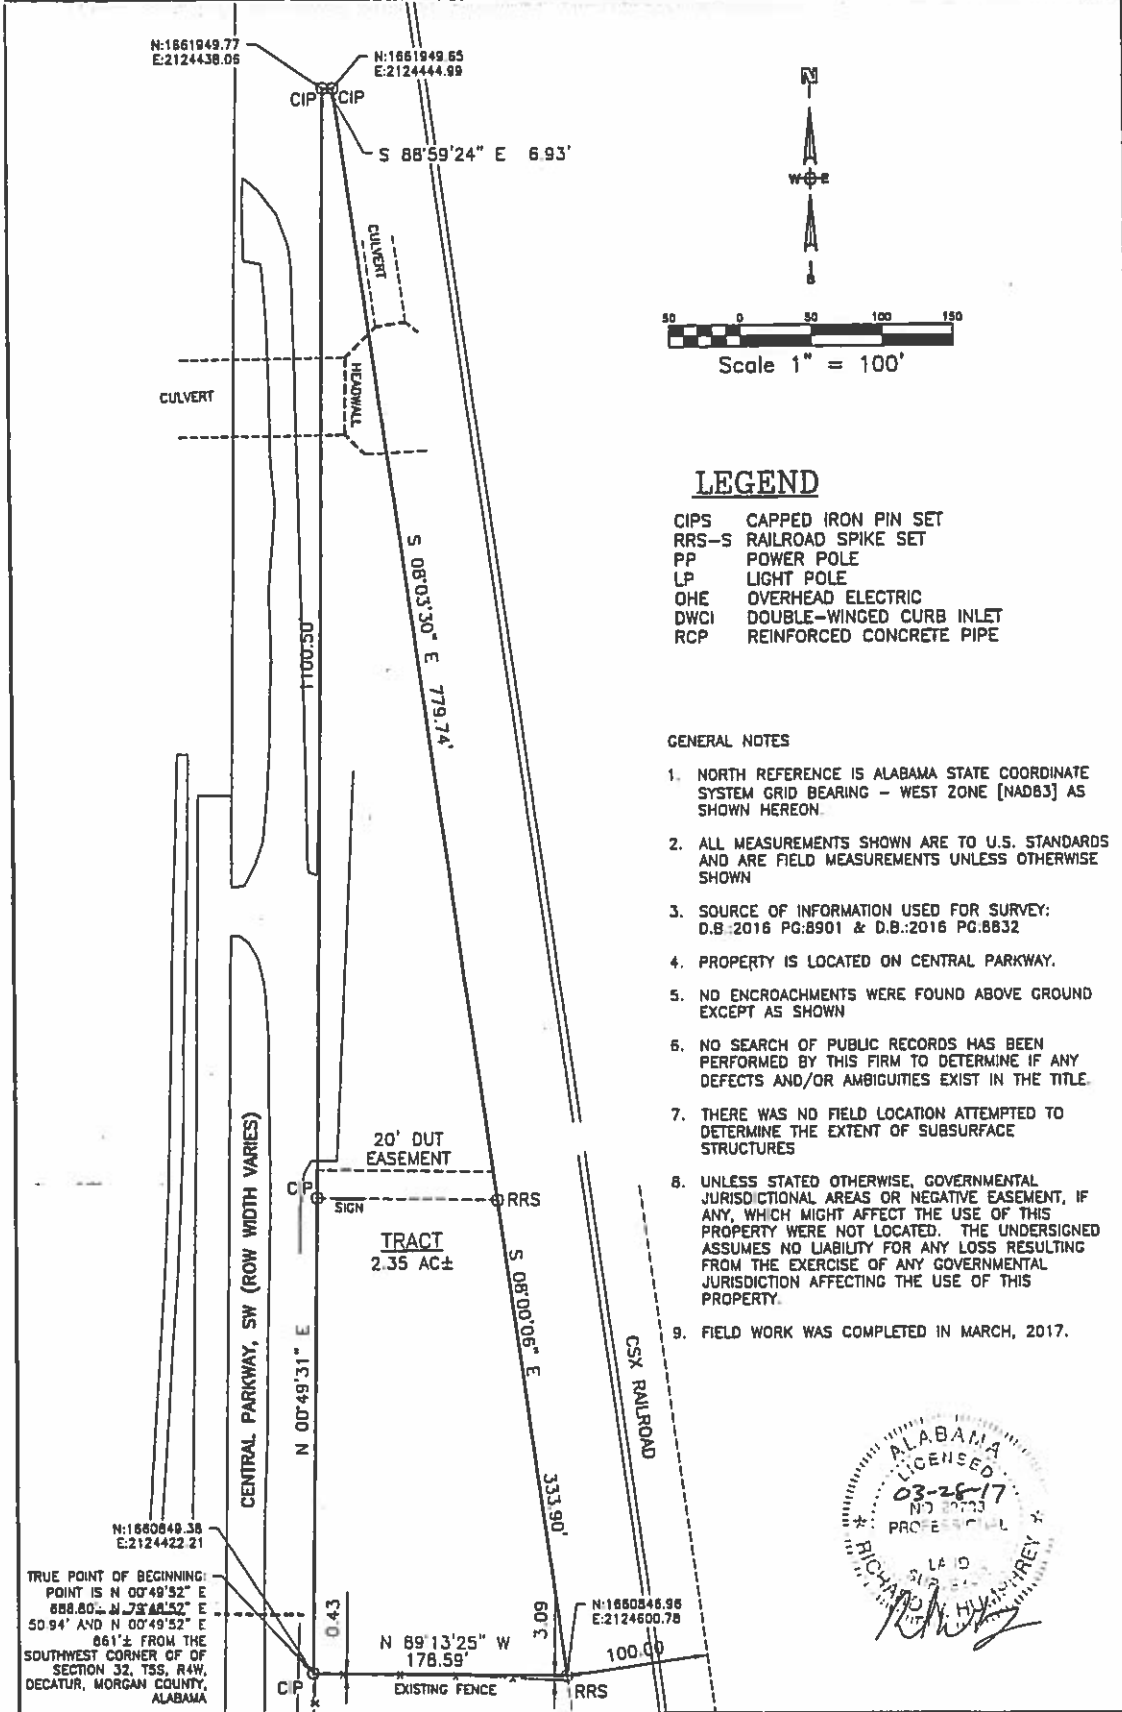 N:1661949.77
E:2124438.06
N:1661949.65
E:2124444.99
CIP CIP
S 88°59'24" E 6.93'
N
W E
S
50 0 50 100 150
Scale 1" = 100'
CULVERT
CULVERT
HEADWALL
LEGEND
CIPS CAPPED IRON PIN SET
RRS-S RAILROAD SPIKE SET
PP POWER POLE
LP LIGHT POLE
OHE OVERHEAD ELECTRIC
DWCI DOUBLE-WINGED CURB INLET
RCP REINFORCED CONCRETE PIPE
S 08°03'30" E 779.74'
1100.50
GENERAL NOTES
1. NORTH REFERENCE IS ALABAMA STATE COORDINATE
SYSTEM GRID BEARING - WEST ZONE [NAD83] AS
SHOWN HEREON.
2. ALL MEASUREMENTS SHOWN ARE TO U.S. STANDARDS
AND ARE FIELD MEASUREMENTS UNLESS OTHERWISE
SHOWN
3. SOURCE OF INFORMATION USED FOR SURVEY:
D.B.:2016 PG:8901 & D.B.:2016 PG:8832
4. PROPERTY IS LOCATED ON CENTRAL PARKWAY.
5. NO ENCROACHMENTS WERE FOUND ABOVE GROUND
EXCEPT AS SHOWN
6. NO SEARCH OF PUBLIC RECORDS HAS BEEN
PERFORMED BY THIS FIRM TO DETERMINE IF ANY
DEFECTS AND/OR AMBIGUITIES EXIST IN THE TITLE.
7. THERE WAS NO FIELD LOCATION ATTEMPTED TO
DETERMINE THE EXTENT OF SUBSURFACE
STRUCTURES
8. UNLESS STATED OTHERWISE, GOVERNMENTAL
JURISDICTIONAL AREAS OR NEGATIVE EASEMENT, IF
ANY, WHICH MIGHT AFFECT THE USE OF THIS
PROPERTY WERE NOT LOCATED. THE UNDERSIGNED
ASSUMES NO LIABILITY FOR ANY LOSS RESULTING
FROM THE EXERCISE OF ANY GOVERNMENTAL
JURISDICTION AFFECTING THE USE OF THIS
PROPERTY.
9. FIELD WORK WAS COMPLETED IN MARCH, 2017.
20' DUT
EASEMENT
CIP
SIGN
RRS
TRACT
2.35 AC±
CENTRAL PARKWAY, SW (ROW WIDTH VARIES)
N 00°49'31" E
S 08°00'06" E
333.90'
CSX RAILROAD
N:1660849.38
E:2124422.21
TRUE POINT OF BEGINNING:
POINT IS N 00°49'52" E
688.80'- N 79°48'52" E
50.94' AND N 00°49'52" E
661'± FROM THE
SOUTHWEST CORNER OF OF
SECTION 32, T5S, R4W,
DECATUR, MORGAN COUNTY,
ALABAMA
0.43
N 89°13'25" W
178.59'
EXISTING FENCE
3.09
N:1660846.96
E:2124600.78
100.00
CIP
RRS
ALABAMA
LICENSED
03-28-17
PROFESSIONAL
LAND
RICHARD HUMPHREY